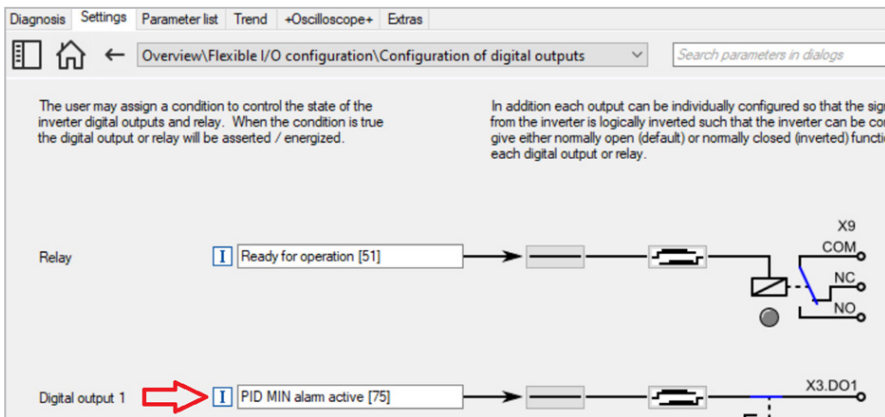 Diagnosis Settings Parameter list Trend +Oscilloscope+ Extras
Overview\Flexible I/O configuration\Configuration of digital outputs Search parameters in dialogs
The user may assign a condition to control the state of the
inverter digital outputs and relay. When the condition is true
the digital output or relay will be asserted / energized.
In addition each output can be individually configured so that the sig
from the inverter is logically inverted such that the inverter can be co
give either normally open (default) or normally closed (inverted) functi
each digital output or relay.
X9
COM
Relay I Ready for operation [51]
NC
NO
Digital output 1 I PID MIN alarm active [75] X3.DO1